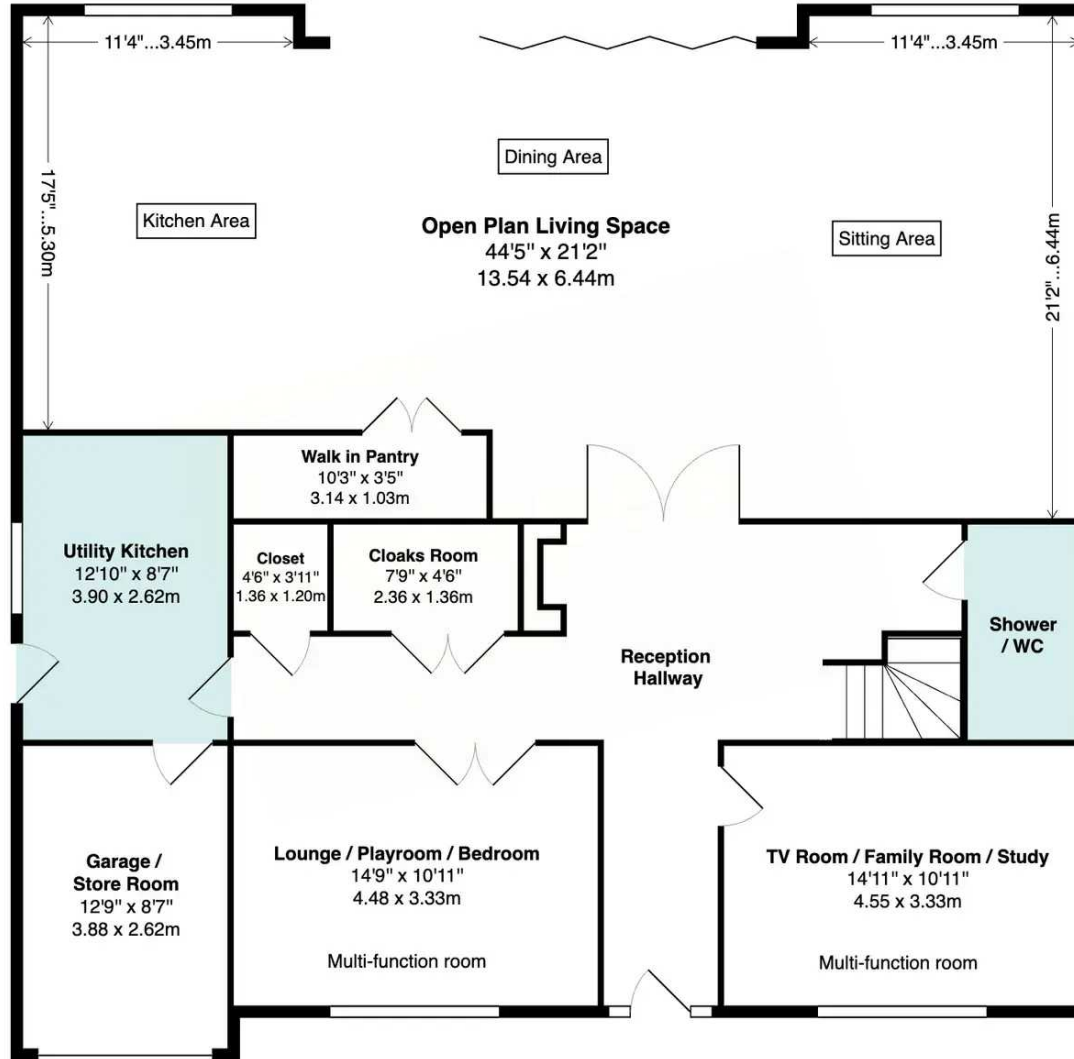 11'4"...3.45m
11'4"...3.45m
17'5"...5.30m
21'2"...6.44m
Kitchen Area
Dining Area
Sitting Area
Open Plan Living Space
44'5" x 21'2"
13.54 x 6.44m
Walk in Pantry
10'3" x 3'5"
3.14 x 1.03m
Utility Kitchen
12'10" x 8'7"
3.90 x 2.62m
Closet
4'6" x 3'11"
1.36 x 1.20m
Cloaks Room
7'9" x 4'6"
2.36 x 1.36m
Reception
Hallway
Shower
/ WC
Garage /
Store Room
12'9" x 8'7"
3.88 x 2.62m
Lounge / Playroom / Bedroom
14'9" x 10'11"
4.48 x 3.33m
Multi-function room
TV Room / Family Room / Study
14'11" x 10'11"
4.55 x 3.33m
Multi-function room